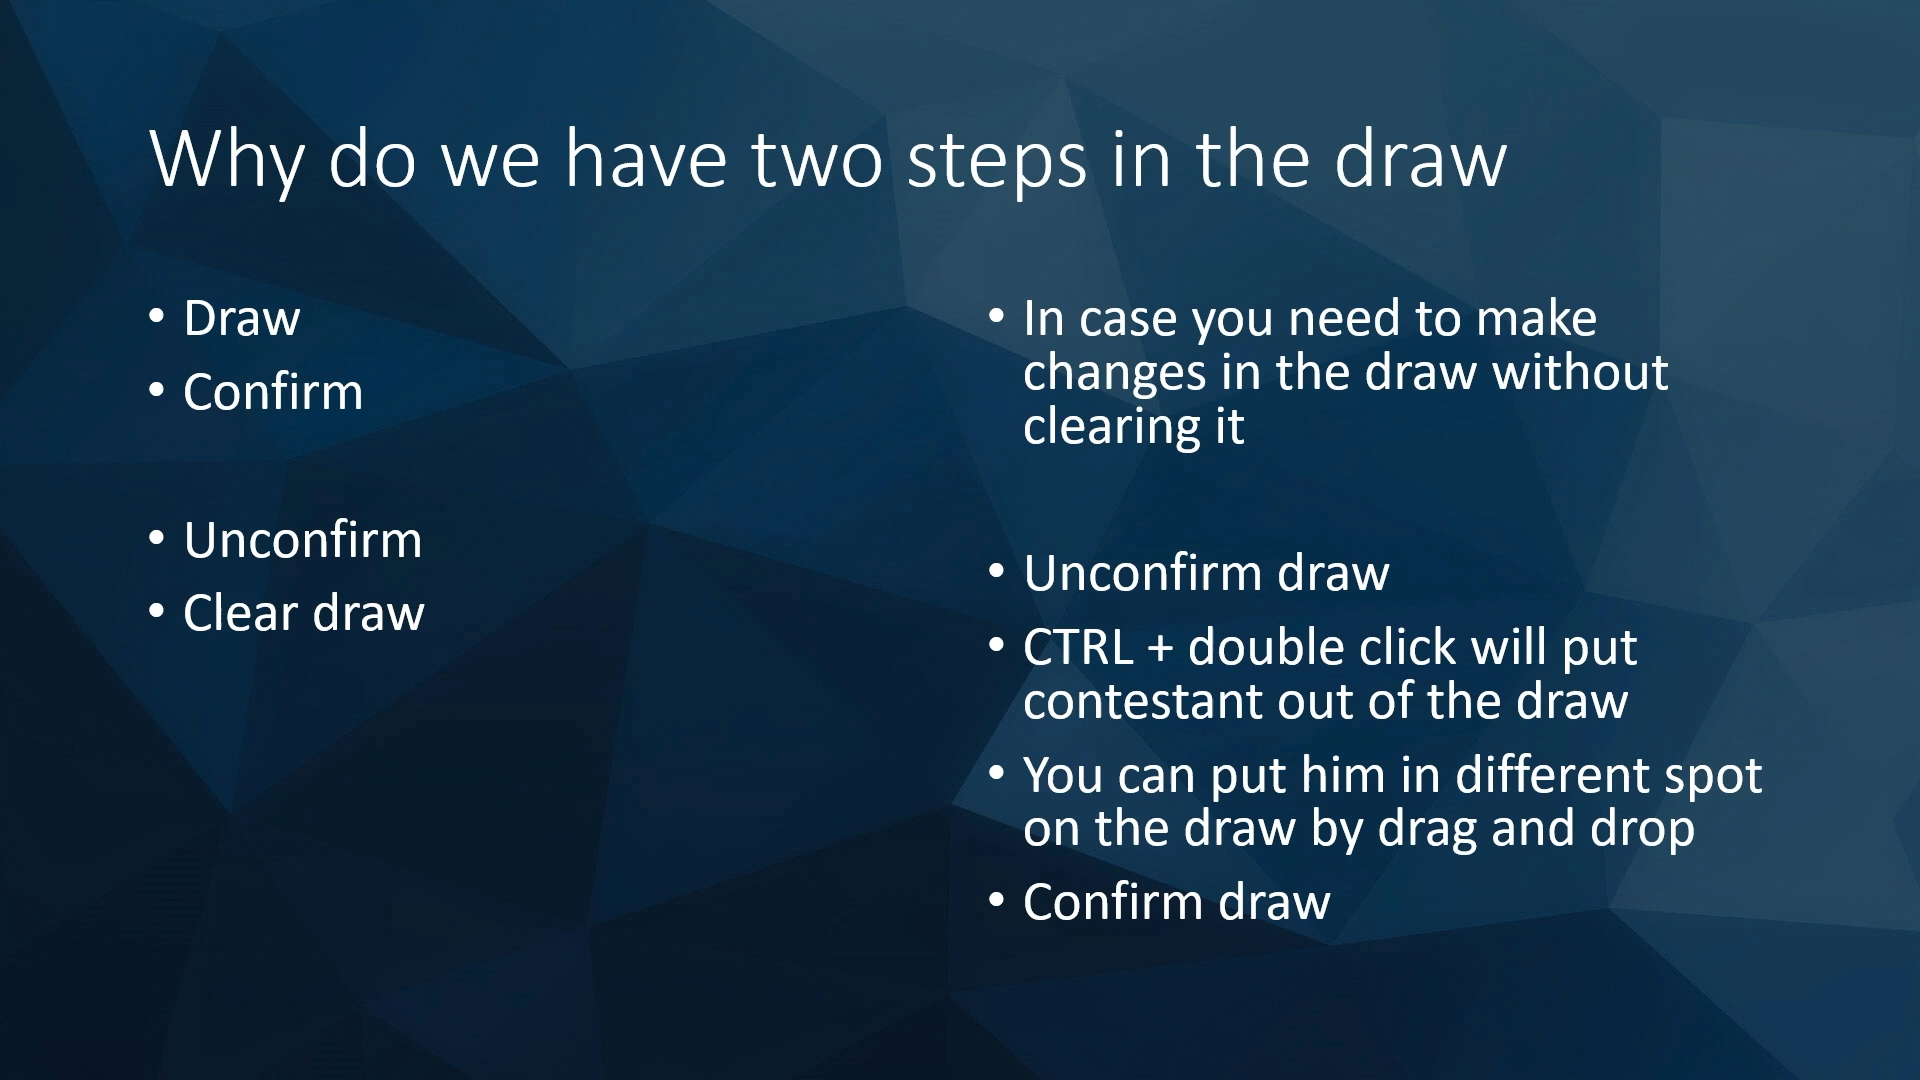 Why do we have two steps in the draw
• Draw
• Confirm
• Unconfirm
• Clear draw
• In case you need to make
changes in the draw without
clearing it
• Unconfirm draw
• CTRL + double click will put
contestant out of the draw
• You can put him in different spot
on the draw by drag and drop
• Confirm draw